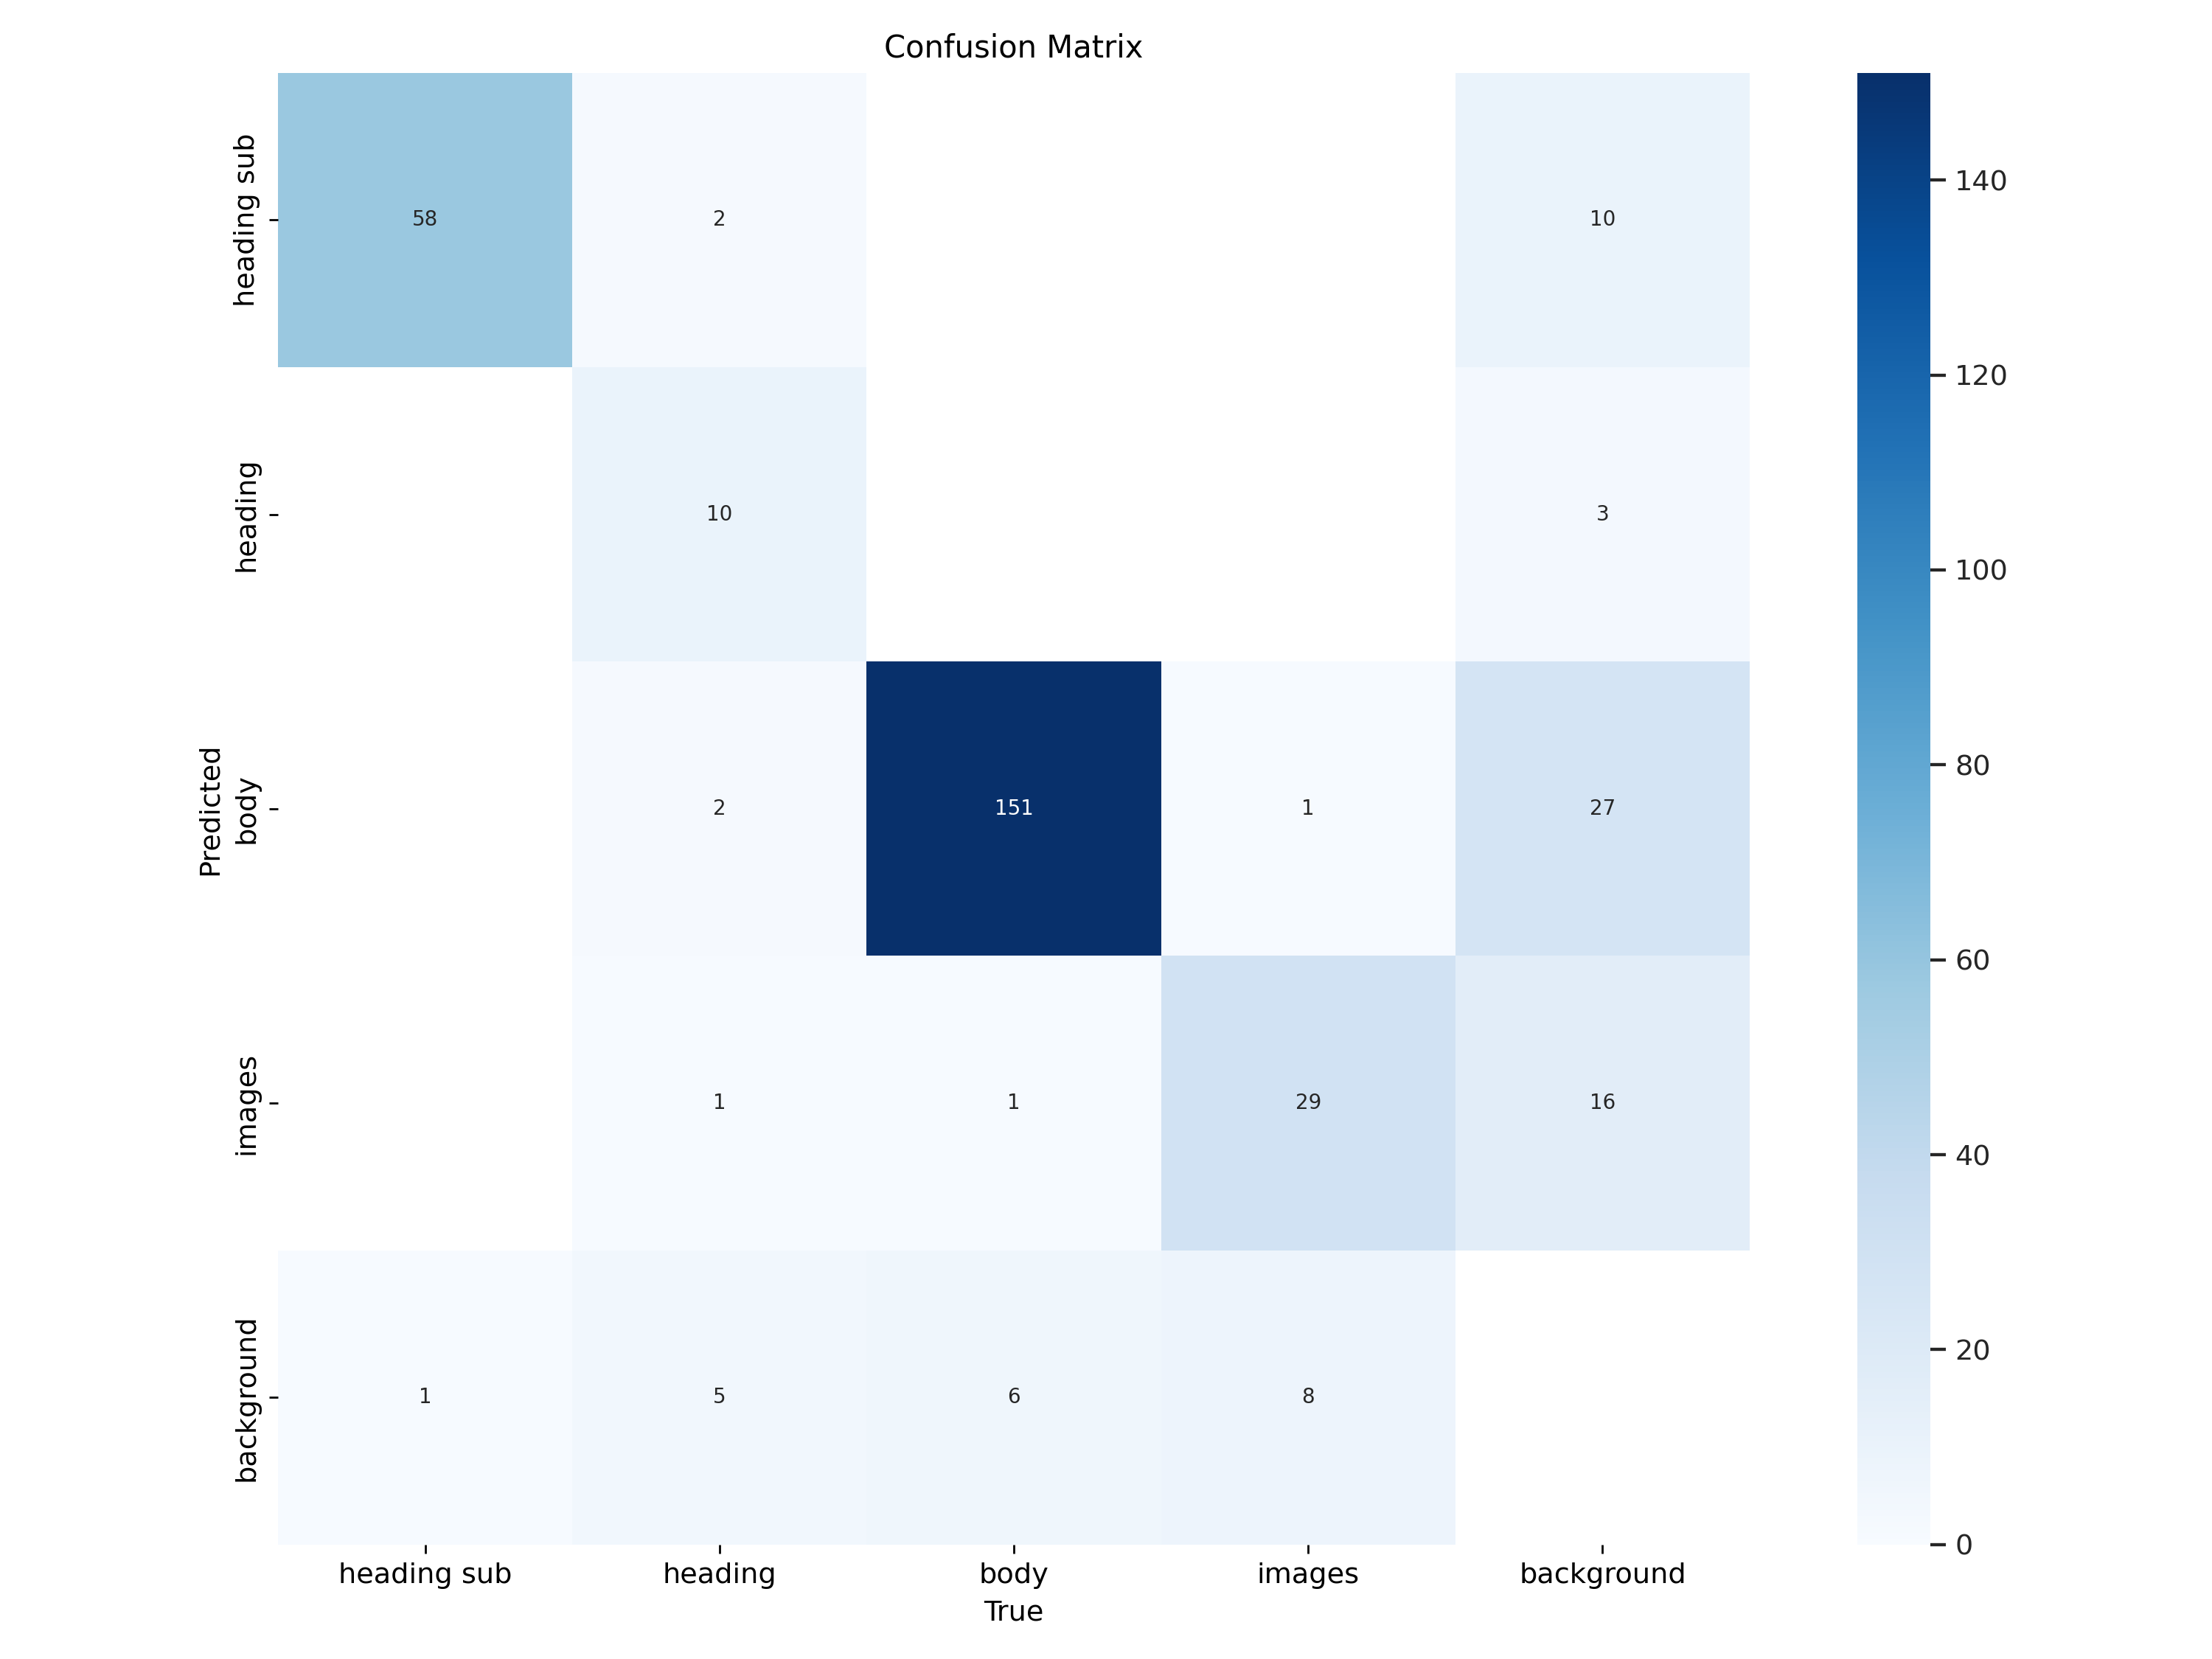 Confusion Matrix
heading sub
58
2
10
140
120
heading
10
3
100
Predicted
body
2
151
1
27
80
60
images
1
1
29
16
40
20
background
1
5
6
8
0
heading sub
heading
body
images
background
True